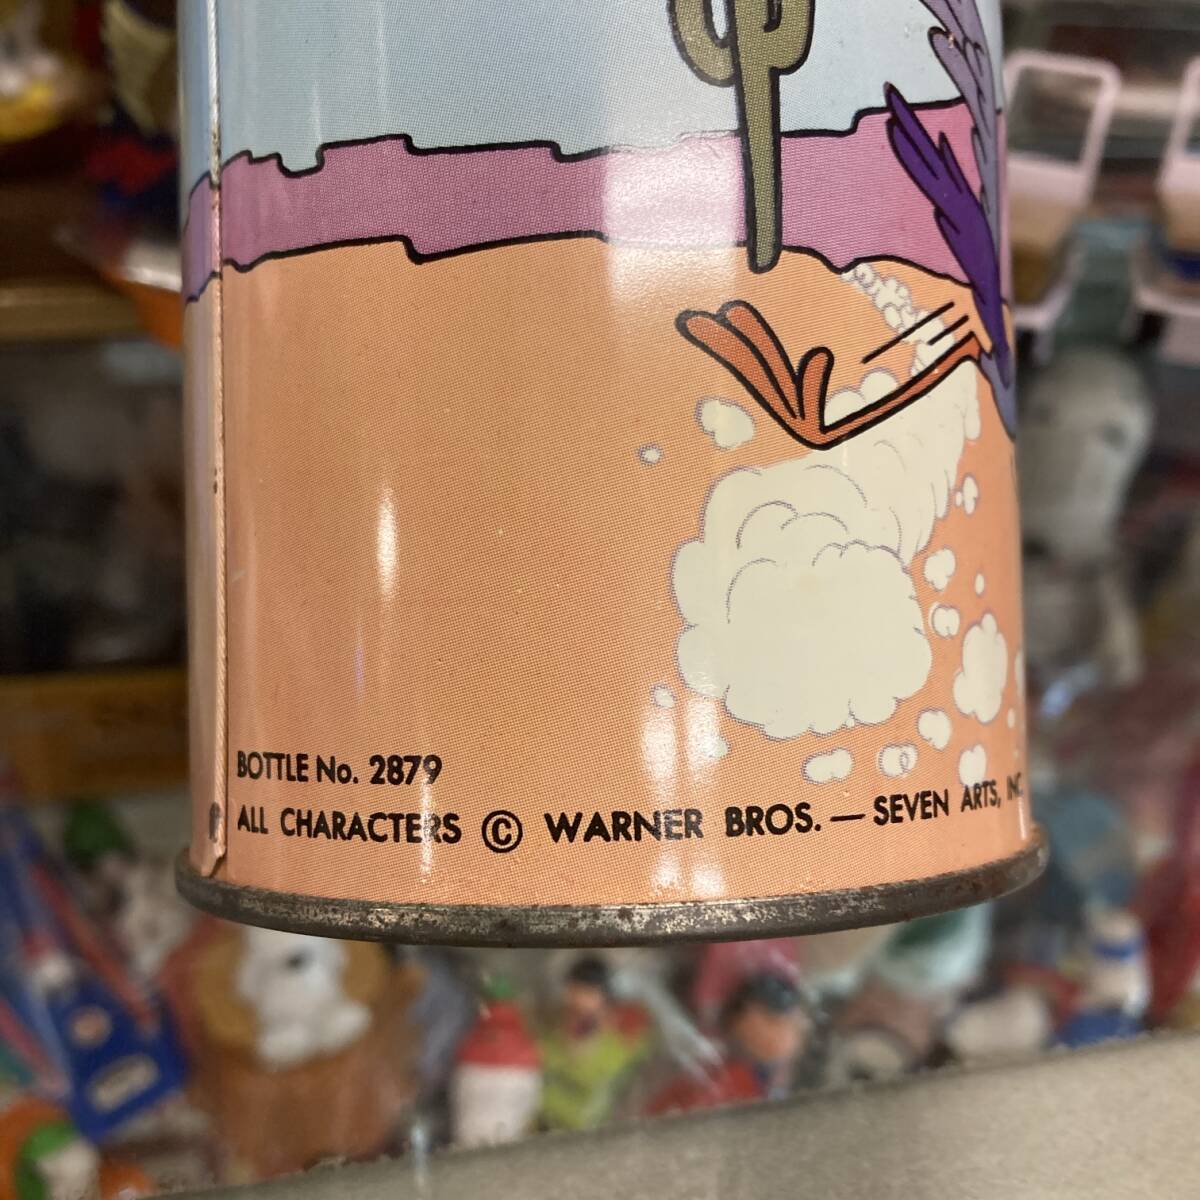 BOTTLE No. 2879
ALL CHARACTERS © WARNER BROS. — SEVEN ARTS, INC